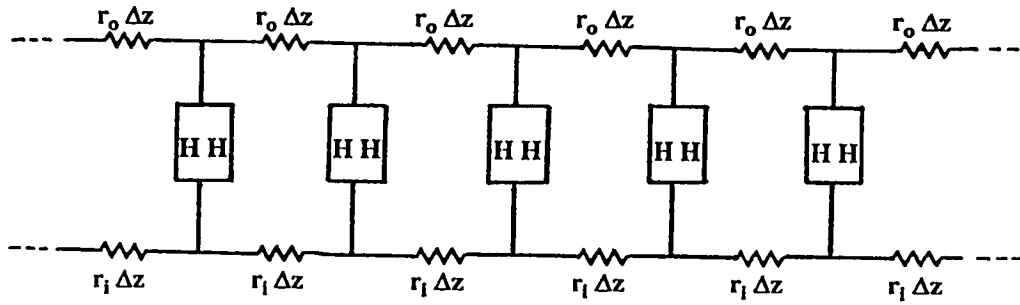 r_o Δz r_o Δz r_o Δz r_o Δz r_o Δz r_o Δz
H H H H H H H H H H
r_i Δz r_i Δz r_i Δz r_i Δz r_i Δz r_i Δz